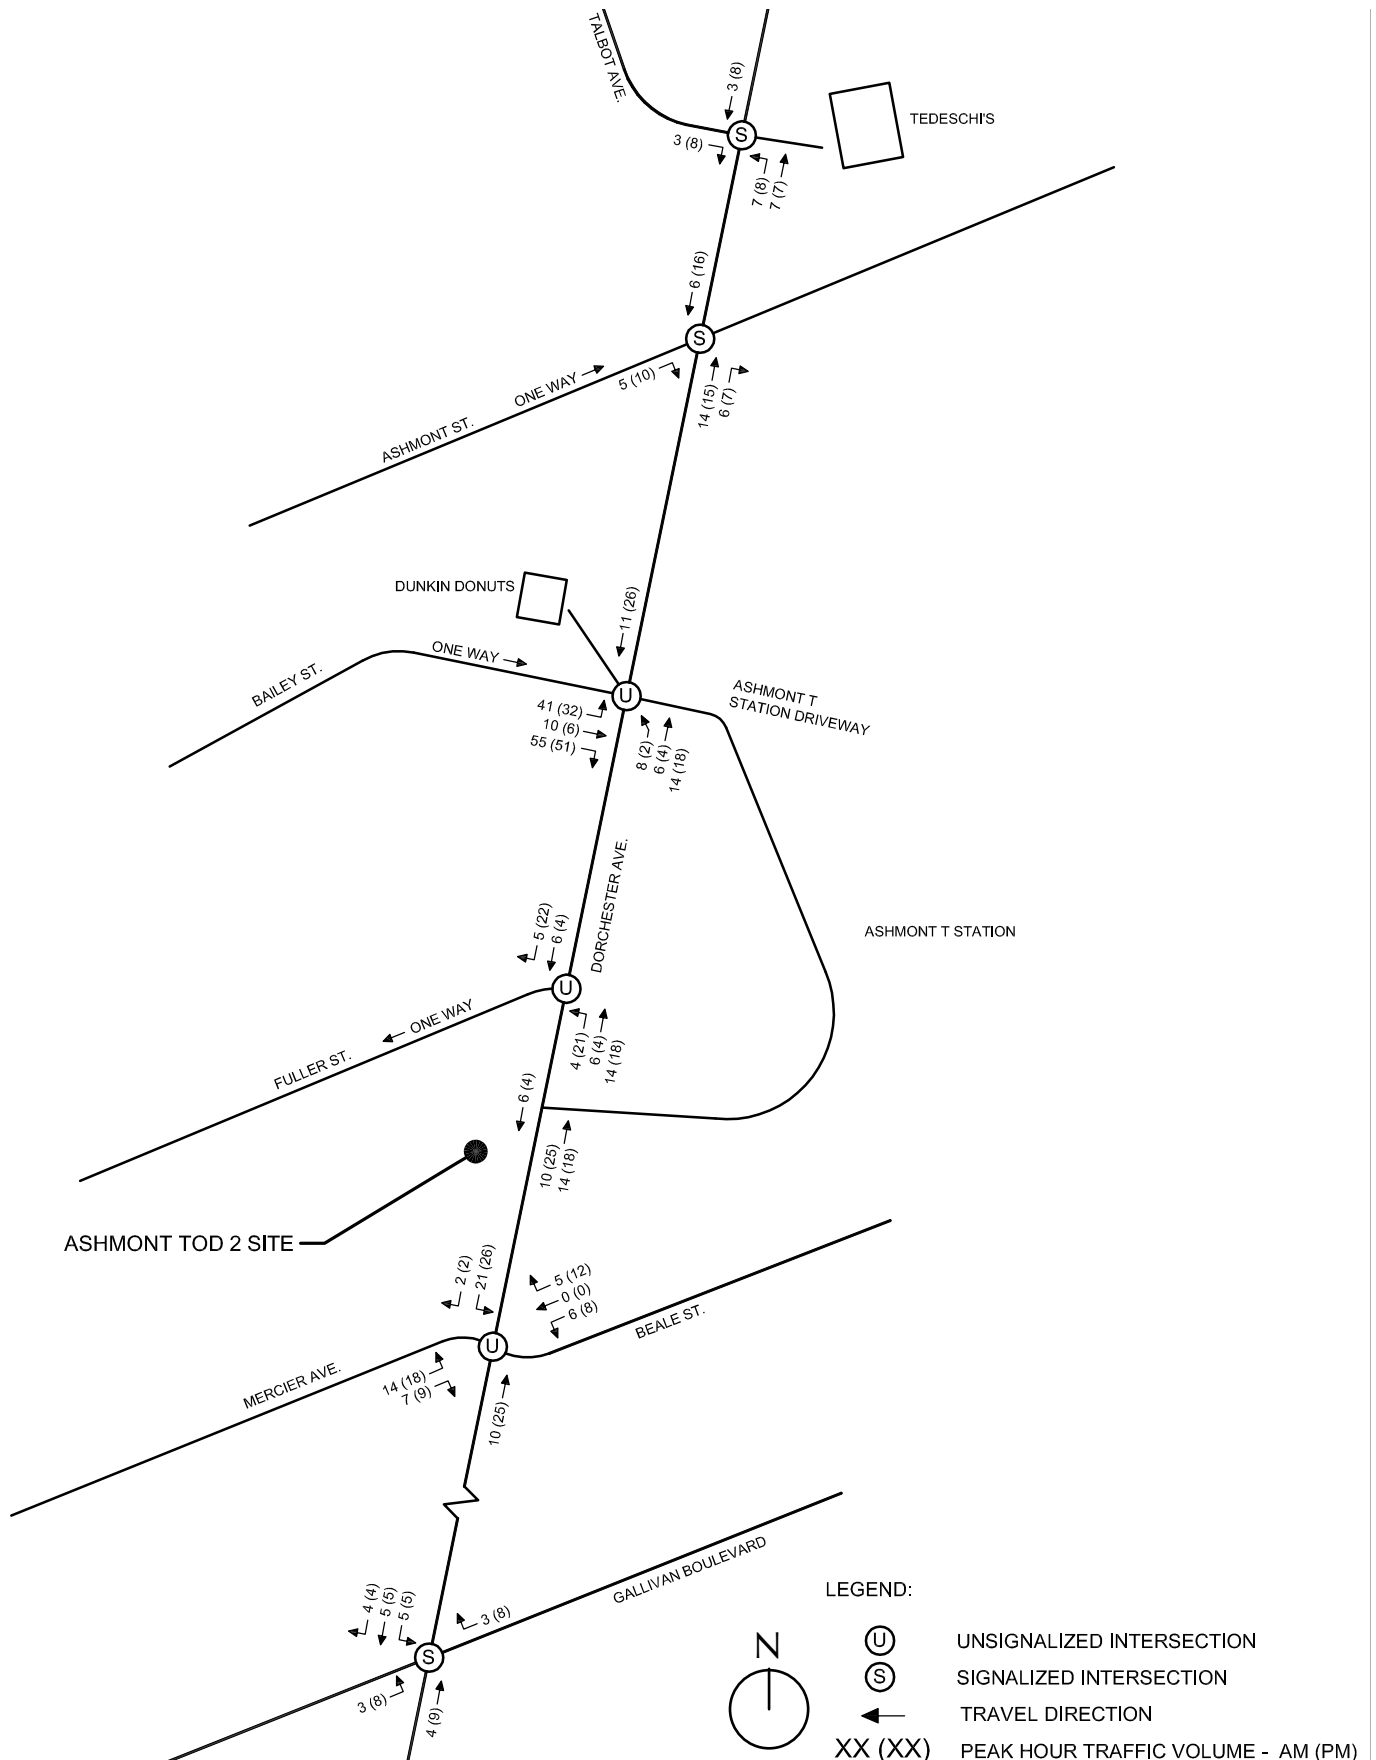 TALBOT AVE.
3 (8)
S
TEDESCHI'S
3 (8)
7 (8)
7 (7)
6 (16)
S
ONE WAY
5 (10)
14 (15)
6 (7)
ASHMONT ST.
DUNKIN DONUTS
11 (26)
ONE WAY
BAILEY ST.
U
ASHMONT T
STATION DRIVEWAY
41 (32)
10 (6)
55 (51)
8 (2)
6 (4)
14 (18)
DORCHESTER AVE.
5 (22)
6 (4)
ASHMONT T STATION
U
ONE WAY
FULLER ST.
4 (21)
6 (4)
14 (18)
6 (4)
10 (25)
14 (18)
ASHMONT TOD 2 SITE
2 (2)
21 (26)
5 (12)
0 (0)
6 (8)
BEALE ST.
U
MERCIER AVE.
14 (18)
7 (9)
10 (25)
GALLIVAN BOULEVARD
4 (4)
5 (5)
5 (5)
3 (8)
S
3 (8)
4 (9)
N
LEGEND:
U UNSIGNALIZED INTERSECTION
S SIGNALIZED INTERSECTION
TRAVEL DIRECTION
XX (XX) PEAK HOUR TRAFFIC VOLUME - AM (PM)